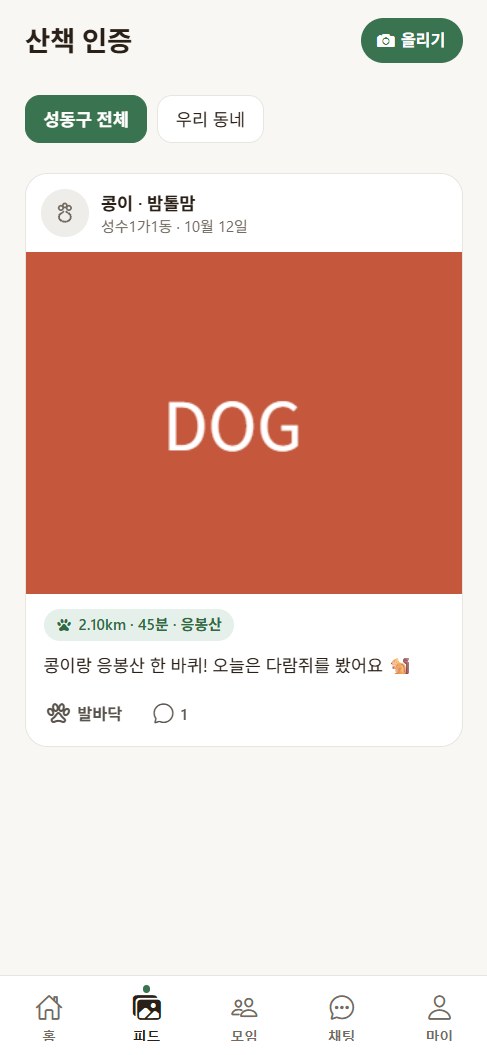 산책 인증
올리기
성동구 전체
우리 동네
콩이 · 밤톨맘
성수1가1동 · 10월 12일
DOG
2.10km · 45분 · 응봉산
콩이랑 응봉산 한 바퀴! 오늘은 다람쥐를 봤어요 🐿️
발바닥
1
홈
피드
모임
채팅
마이